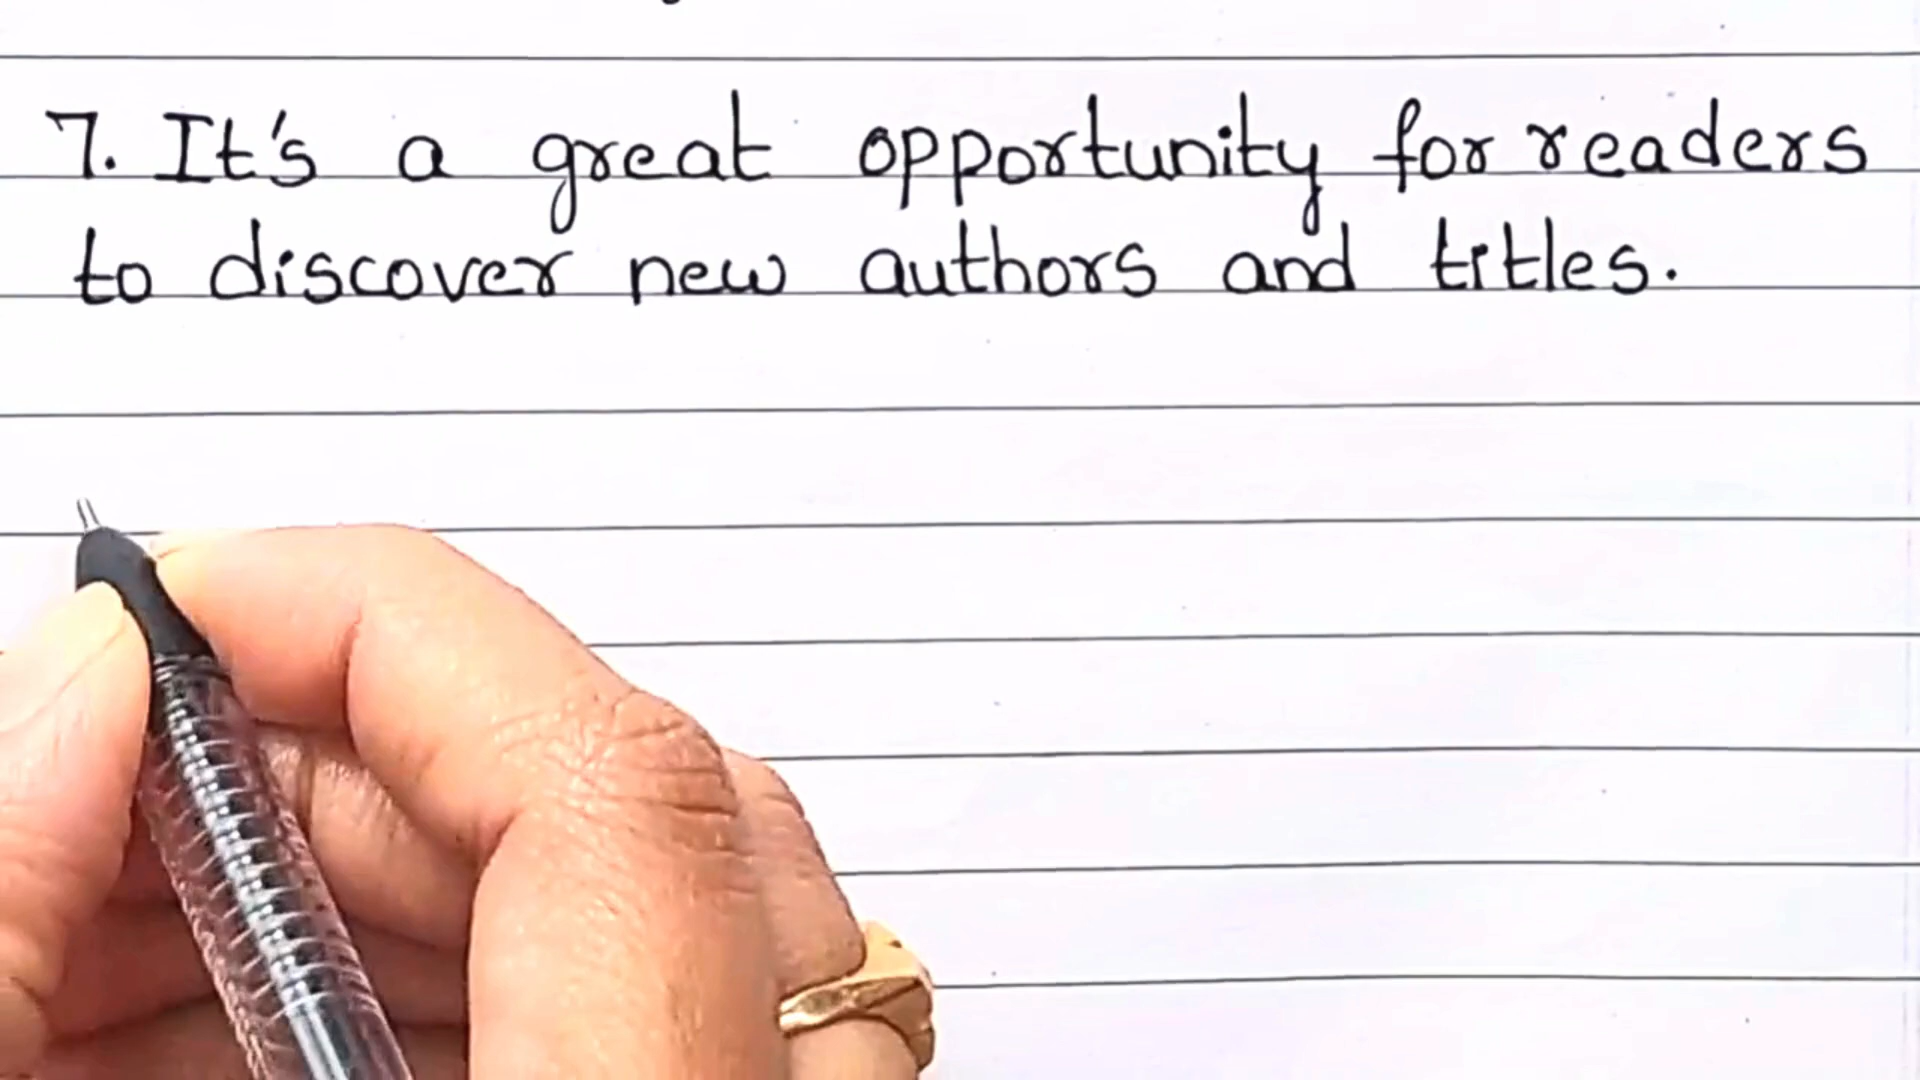 7. It's a great opportunity for readers
to discover new authors and titles.